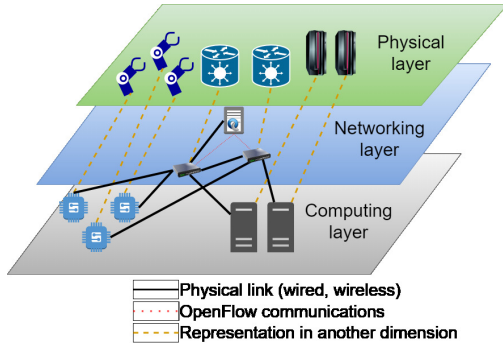 Physical
layer
Networking
layer
Computing
layer
Physical link (wired, wireless)
OpenFlow communications
Representation in another dimension